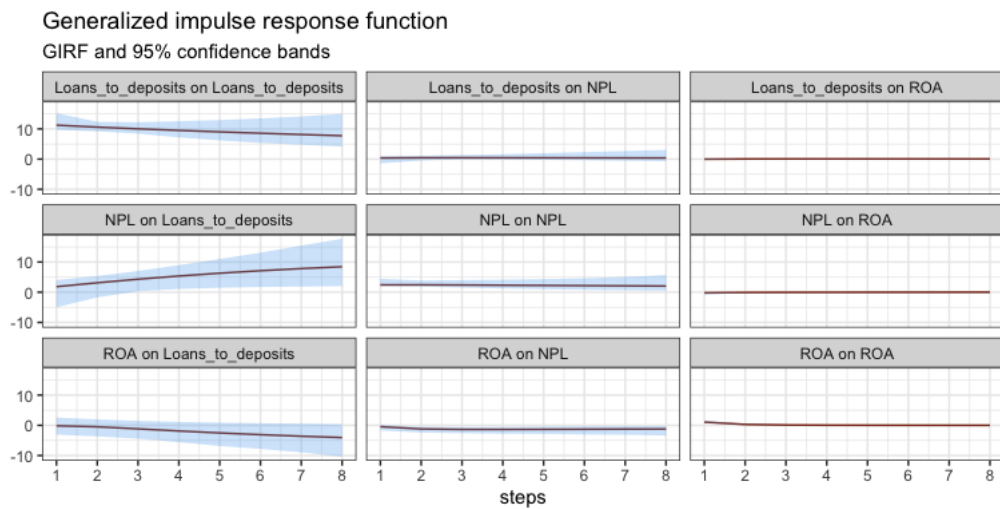 Generalized impulse response function
GIRF and 95% confidence bands
Loans_to_deposits on Loans_to_deposits Loans_to_deposits on NPL Loans_to_deposits on ROA
10
0
-10
NPL on Loans_to_deposits NPL on NPL NPL on ROA
10
0
-10
ROA on Loans_to_deposits ROA on NPL ROA on ROA
10
0
-10
1 2 3 4 5 6 7 8 1 2 3 4 5 6 7 8 1 2 3 4 5 6 7 8
steps